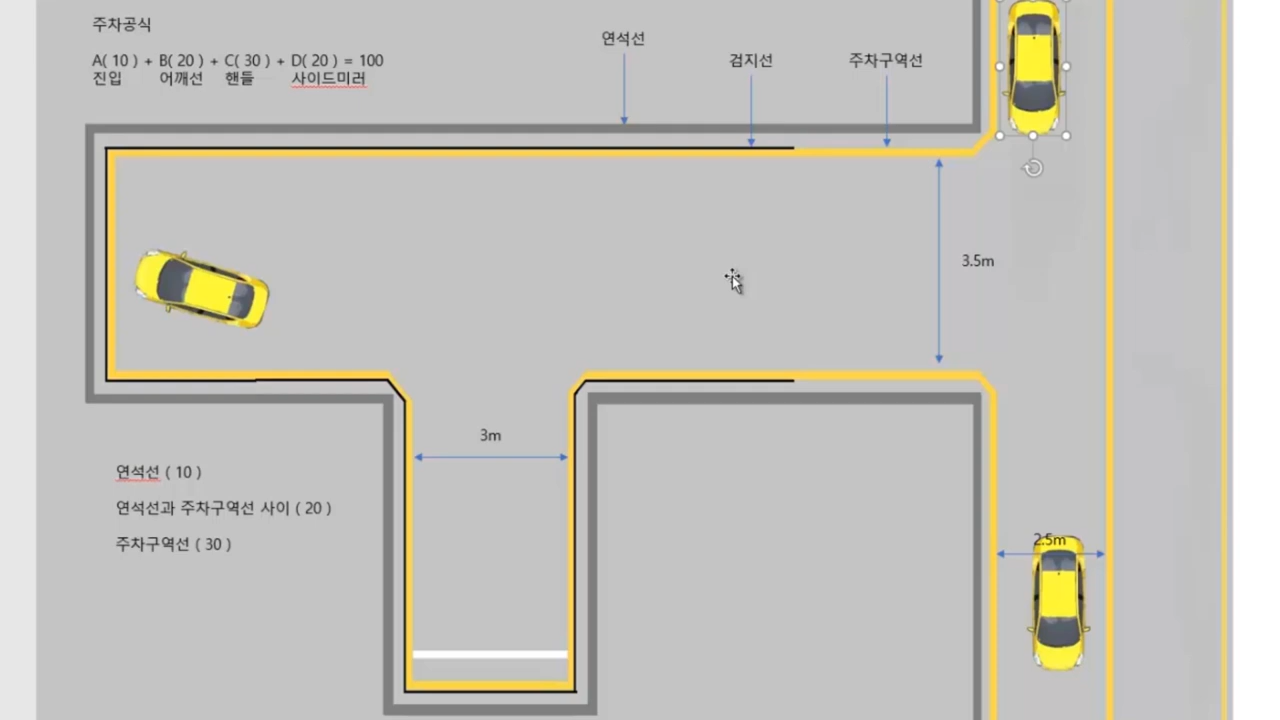 주차공식
A( 10 ) + B( 20 ) + C( 30 ) + D( 20 ) = 100
진입 어깨선 핸들 사이드미러
연석선
검지선
주차구역선
3.5m
3m
연석선 ( 10 )
연석선과 주차구역선 사이 ( 20 )
주차구역선 ( 30 )
2.5m